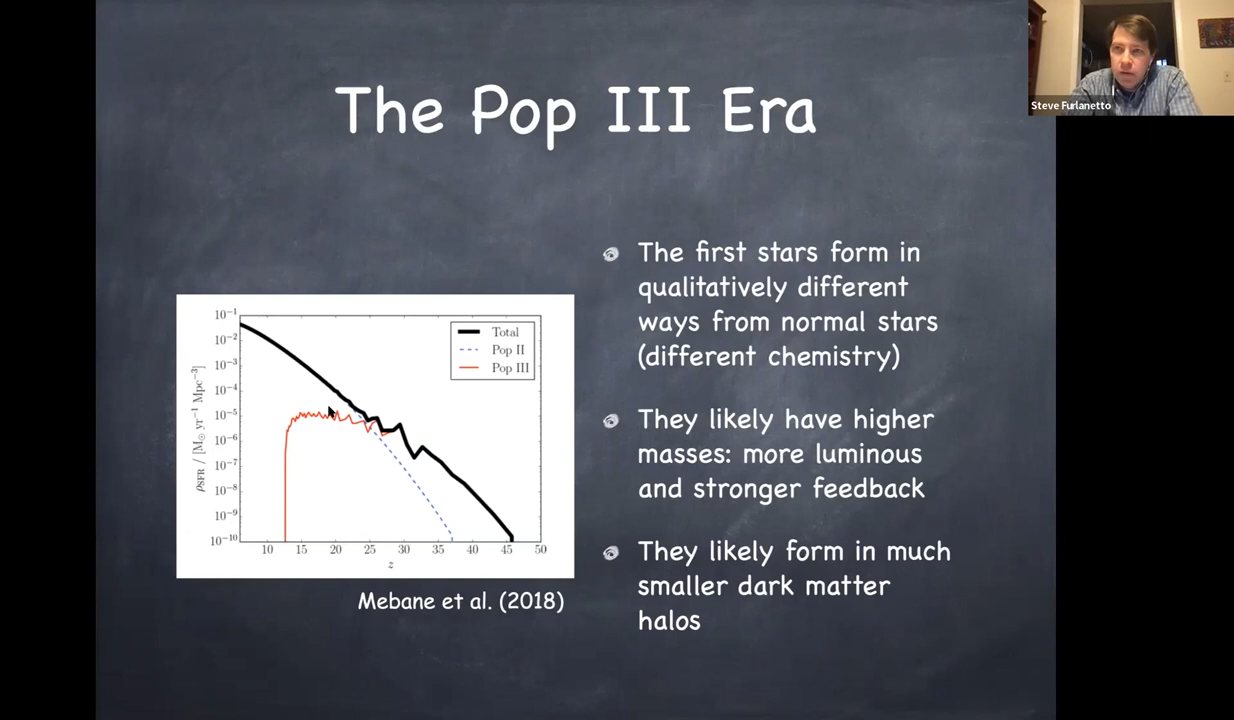 Steve Furlanetto
The Pop III Era
The first stars form in
qualitatively different
ways from normal stars
(different chemistry)
They likely have higher
masses: more luminous
and stronger feedback
They likely form in much
smaller dark matter
halos
10⁻¹
10⁻²
10⁻³
10⁻⁴
10⁻⁵
10⁻⁶
10⁻⁷
10⁻⁸
10⁻⁹
10⁻¹⁰
ρSFR / [M⊙ yr⁻¹ Mpc⁻³]
Total
Pop II
Pop III
10 15 20 25 30 35 40 45 50
z
Mebane et al. (2018)